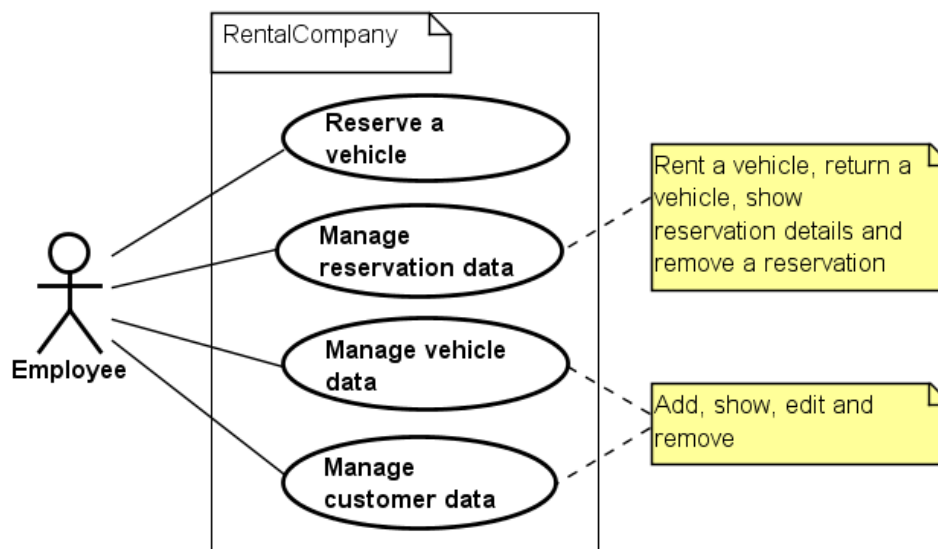 RentalCompany
Reserve a
vehicle
Rent a vehicle, return a
vehicle, show
reservation details and
remove a reservation
Manage
reservation data
Employee
Manage vehicle
data
Add, show, edit and
remove
Manage
customer data